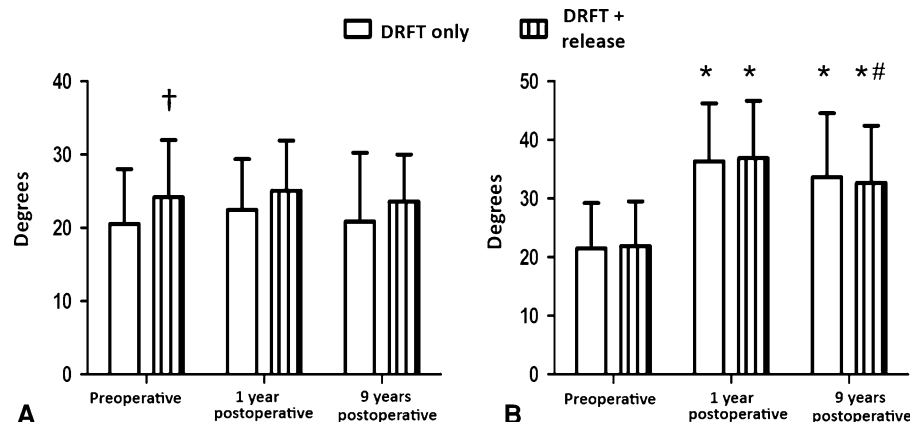 DRFT only
DRFT +
release
40
30
20
10
0
Degrees
†
Preoperative
1 year
postoperative
9 years
postoperative
A
50
40
30
20
10
0
Degrees
* *
* *#
Preoperative
1 year
postoperative
9 years
postoperative
B